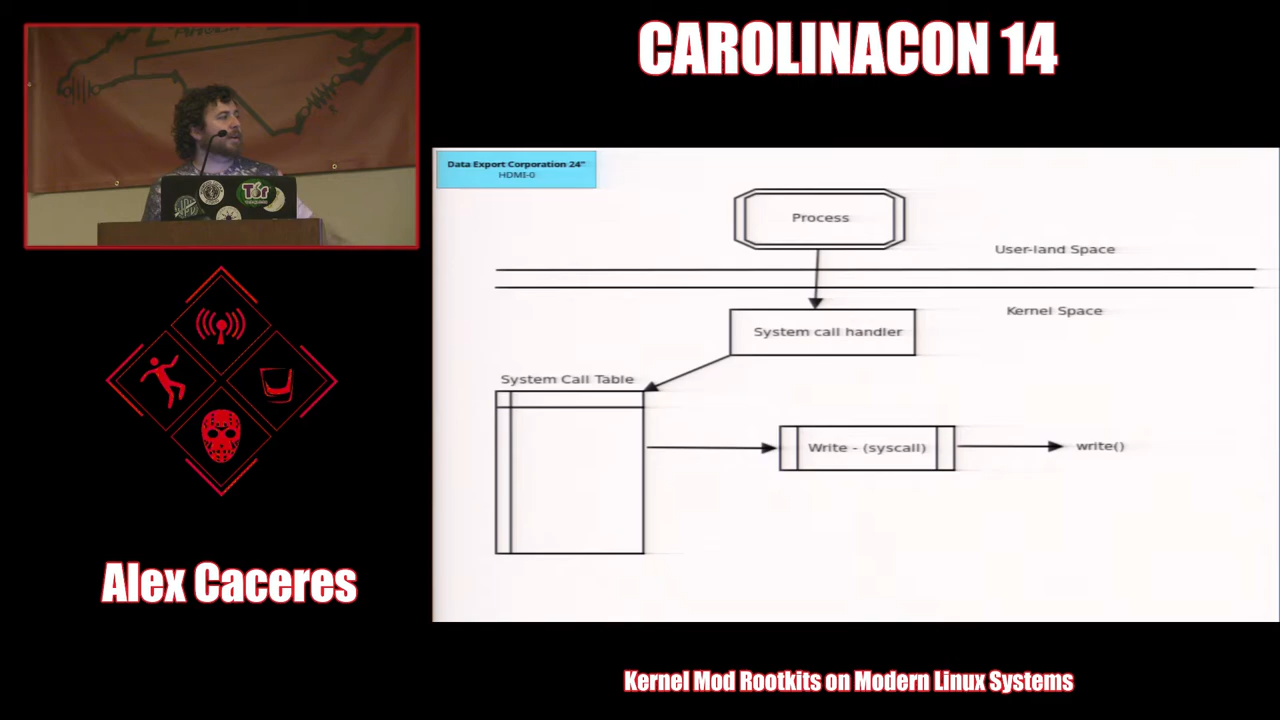 CAROLINACON 14
Data Export Corporation 24"
HDMI-0
Process
User-land Space
Kernel Space
System call handler
System Call Table
Write - (syscall)
write()
Tor
Alex Caceres
Kernel Mod Rootkits on Modern Linux Systems